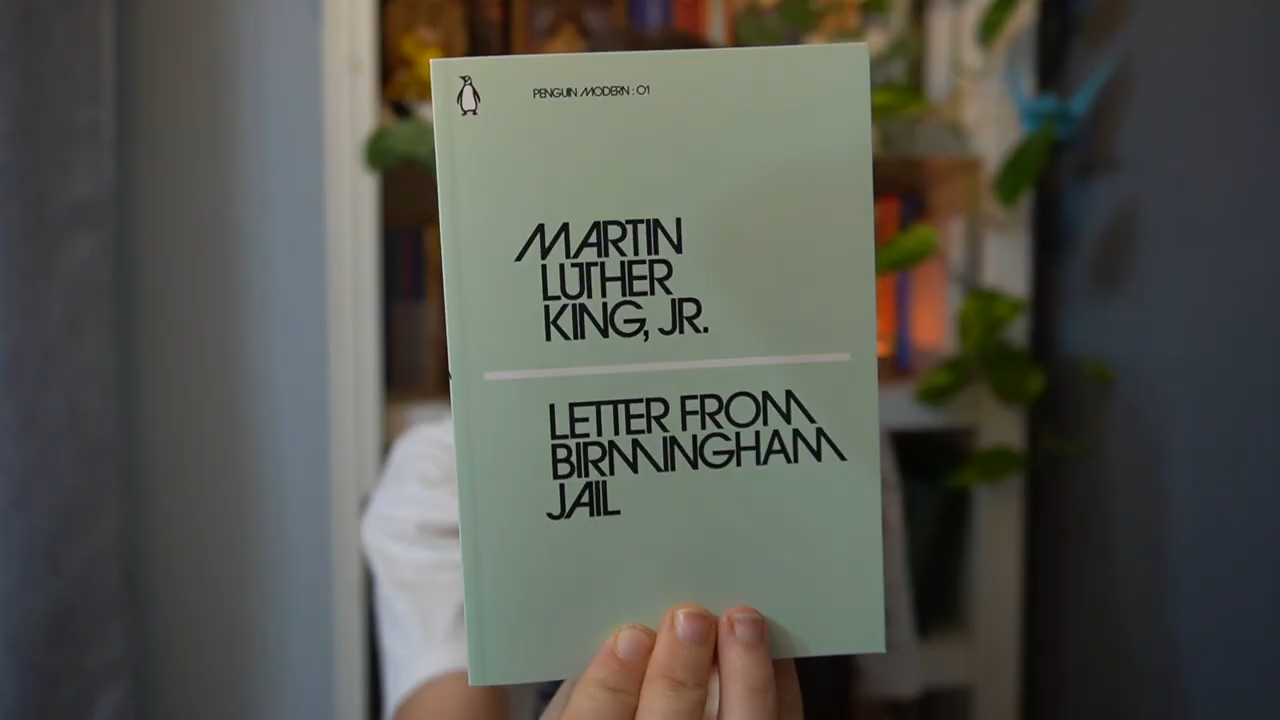 PENGUIN MODERN : 01
MARTIN
LUTHER
KING, JR.
LETTER FROM
BIRMINGHAM
JAIL